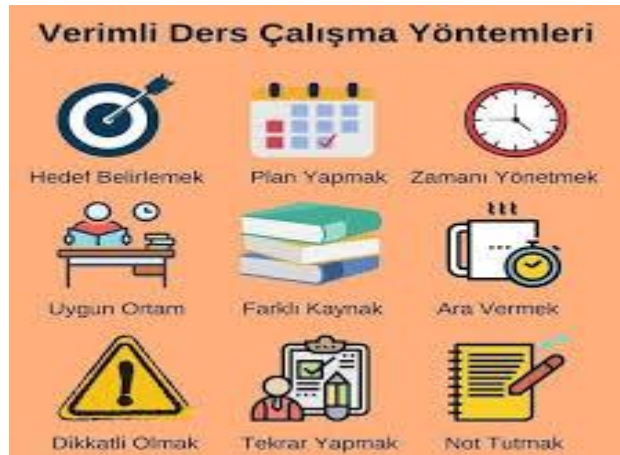 Verimli Ders Çalışma Yöntemleri
Hedef Belirlemek
Plan Yapmak
Zamanı Yönetmek
Uygun Ortam
Farklı Kaynak
Ara Vermek
Dikkatli Olmak
Tekrar Yapmak
Not Tutmak